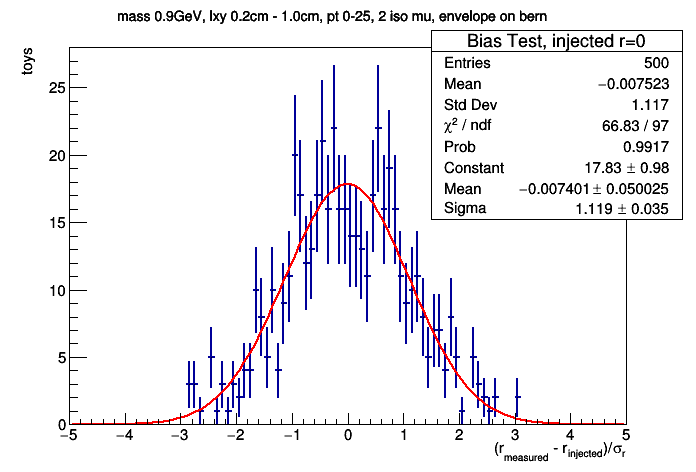 mass 0.9GeV, lxy 0.2cm - 1.0cm, pt 0-25, 2 iso mu, envelope on bern
toys
Bias Test, injected r=0
Entries 500
Mean −0.007523
Std Dev 1.117
χ² / ndf 66.83 / 97
Prob 0.9917
Constant 17.83 ± 0.98
Mean −0.007401 ± 0.050025
Sigma 1.119 ± 0.035
25
20
15
10
5
0
−5 −4 −3 −2 −1 0 1 2 3 4 5
(r_measured - r_injected)/σ_r